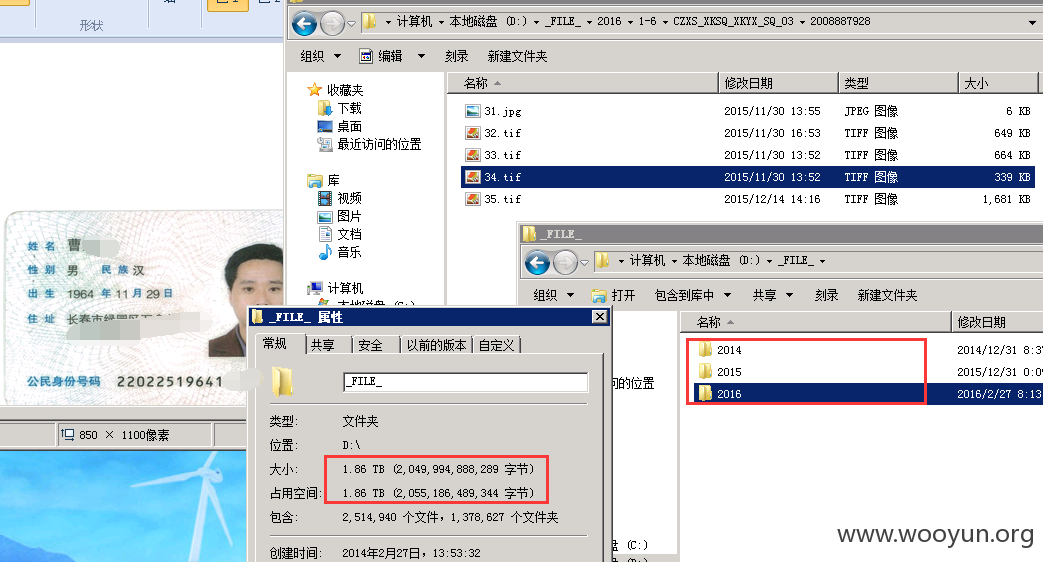 形状
计算机 本地磁盘 (D:) _FILE_ 2016 1-6 CZXS_XKSQ_XKYX_SQ_03 2008887928
组织 编辑 刻录 新建文件夹
收藏夹
下载
桌面
最近访问的位置
库
视频
图片
文档
音乐
计算机
名称 修改日期 类型 大小
31.jpg 2015/11/30 13:55 JPEG 图像 6 KB
32.tif 2015/11/30 16:53 TIFF 图像 649 KB
33.tif 2015/11/30 13:52 TIFF 图像 664 KB
34.tif 2015/11/30 13:52 TIFF 图像 339 KB
35.tif 2015/12/14 14:16 TIFF 图像 1,681 KB
姓名 曹
性别 男 民族 汉
出生 1964 年 11 月 29 日
住址 长春市绿园区
公民身份号码 22022519641
850 × 1100像素
_FILE_
计算机 本地磁盘 (D:) _FILE_
组织 打开 包含到库中 共享 刻录 新建文件夹
问的位置
名称 修改日期
2014 2014/12/31 8:3
2015 2015/12/31 0:0
2016 2016/2/27 8:13
盘 (C:)
_FILE_ 属性
常规 共享 安全 以前的版本 自定义
_FILE_
类型: 文件夹
位置: D:\
大小: 1.86 TB (2,049,994,888,289 字节)
占用空间: 1.86 TB (2,055,186,489,344 字节)
包含: 2,514,940 个文件，1,378,627 个文件夹
创建时间: 2014年2月27日，13:53:32
www.wooyun.org